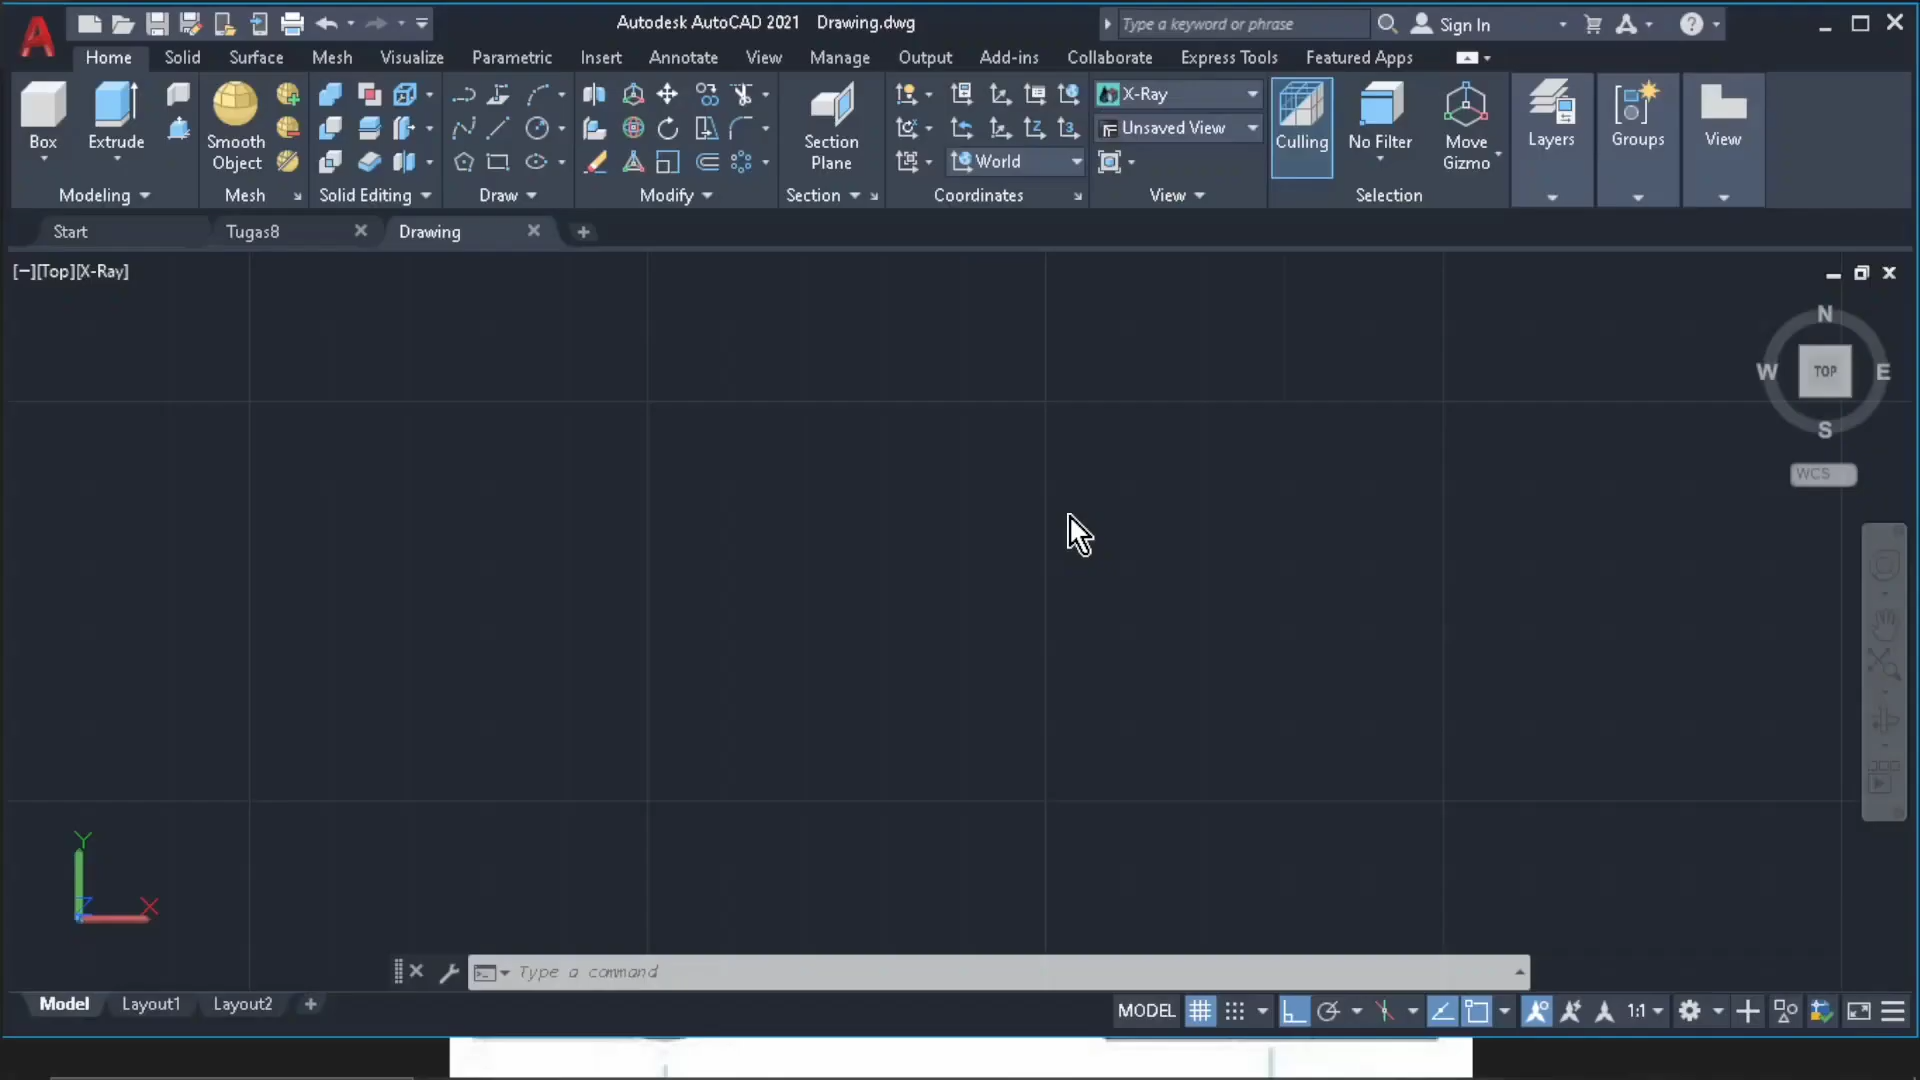 Autodesk AutoCAD 2021 Drawing.dwg
Type a keyword or phrase
Sign In
Home Solid Surface Mesh Visualize Parametric Insert Annotate View Manage Output Add-ins Collaborate Express Tools Featured Apps
Box
Extrude
Smooth
Object
Section
Plane
X-Ray
Unsaved View
World
Culling
No Filter
Move
Gizmo
Layers
Groups
View
Modeling Mesh Solid Editing Draw Modify Section Coordinates View Selection
Start Tugas8 Drawing
[−][Top][X-Ray]
N
W TOP E
S
WCS
Y
Z
X
Type a command
Model Layout1 Layout2
MODEL 1:1